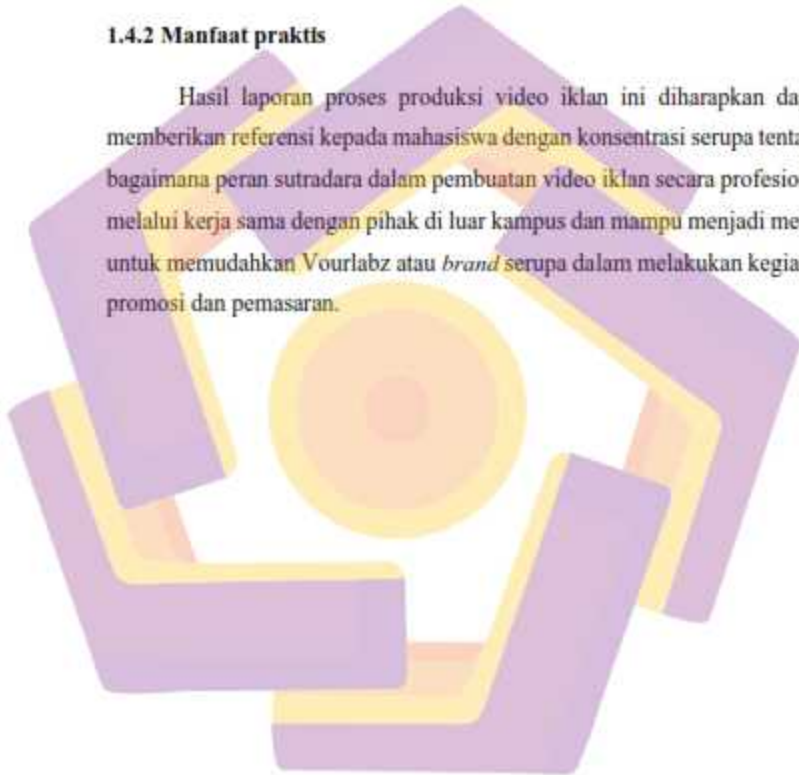 1.4.2 Manfaat praktis
Hasil laporan proses produksi video iklan ini diharapkan da
memberikan referensi kepada mahasiswa dengan konsentrasi serupa tenta
bagaimana peran sutradara dalam pembuatan video iklan secara profesio
melalui kerja sama dengan pihak di luar kampus dan mampu menjadi me
untuk memudahkan Vourlabz atau brand serupa dalam melakukan kegia
promosi dan pemasaran.